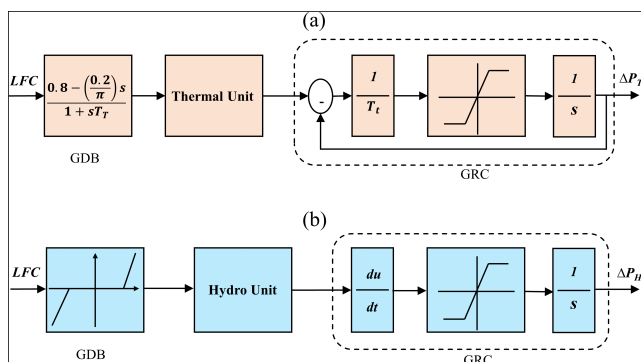 (a)
LFC
0.8 − (0.2/π) s
1 + sT_T
Thermal Unit
-
1
T_t
1
s
ΔP_T
GDB
GRC
(b)
LFC
Hydro Unit
du
dt
1
s
ΔP_H
GDB
GRC